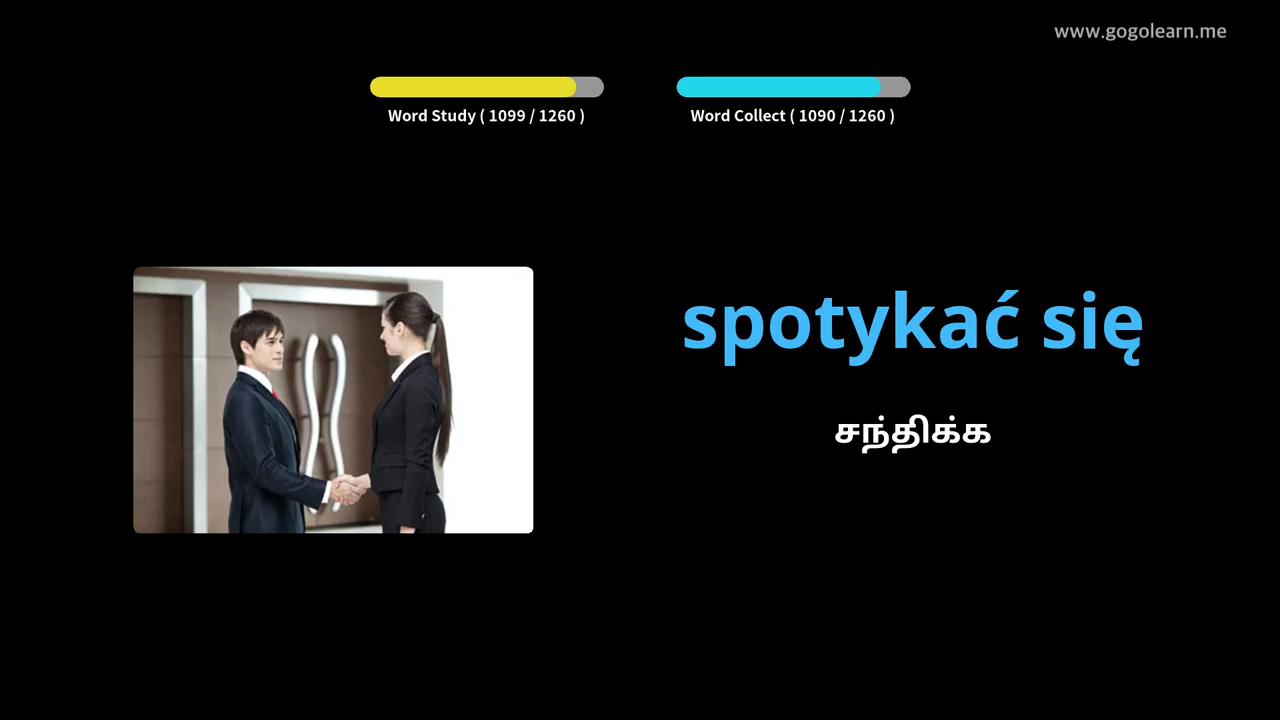 www.gogolearn.me
Word Study ( 1099 / 1260 )
Word Collect ( 1090 / 1260 )
spotykać się
சந்திக்க